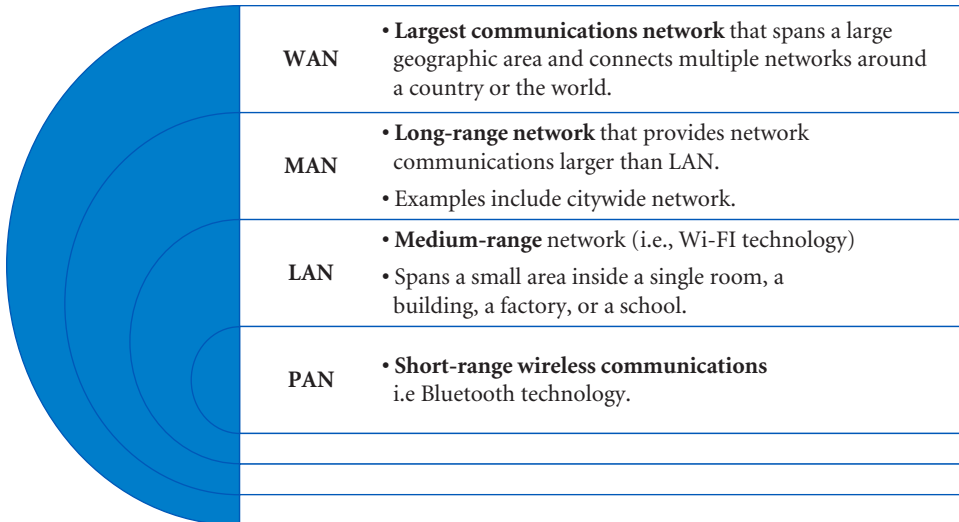 WAN
• Largest communications network that spans a large
geographic area and connects multiple networks around
a country or the world.
MAN
• Long-range network that provides network
communications larger than LAN.
• Examples include citywide network.
LAN
• Medium-range network (i.e., Wi-FI technology)
• Spans a small area inside a single room, a
building, a factory, or a school.
PAN
• Short-range wireless communications
i.e Bluetooth technology.